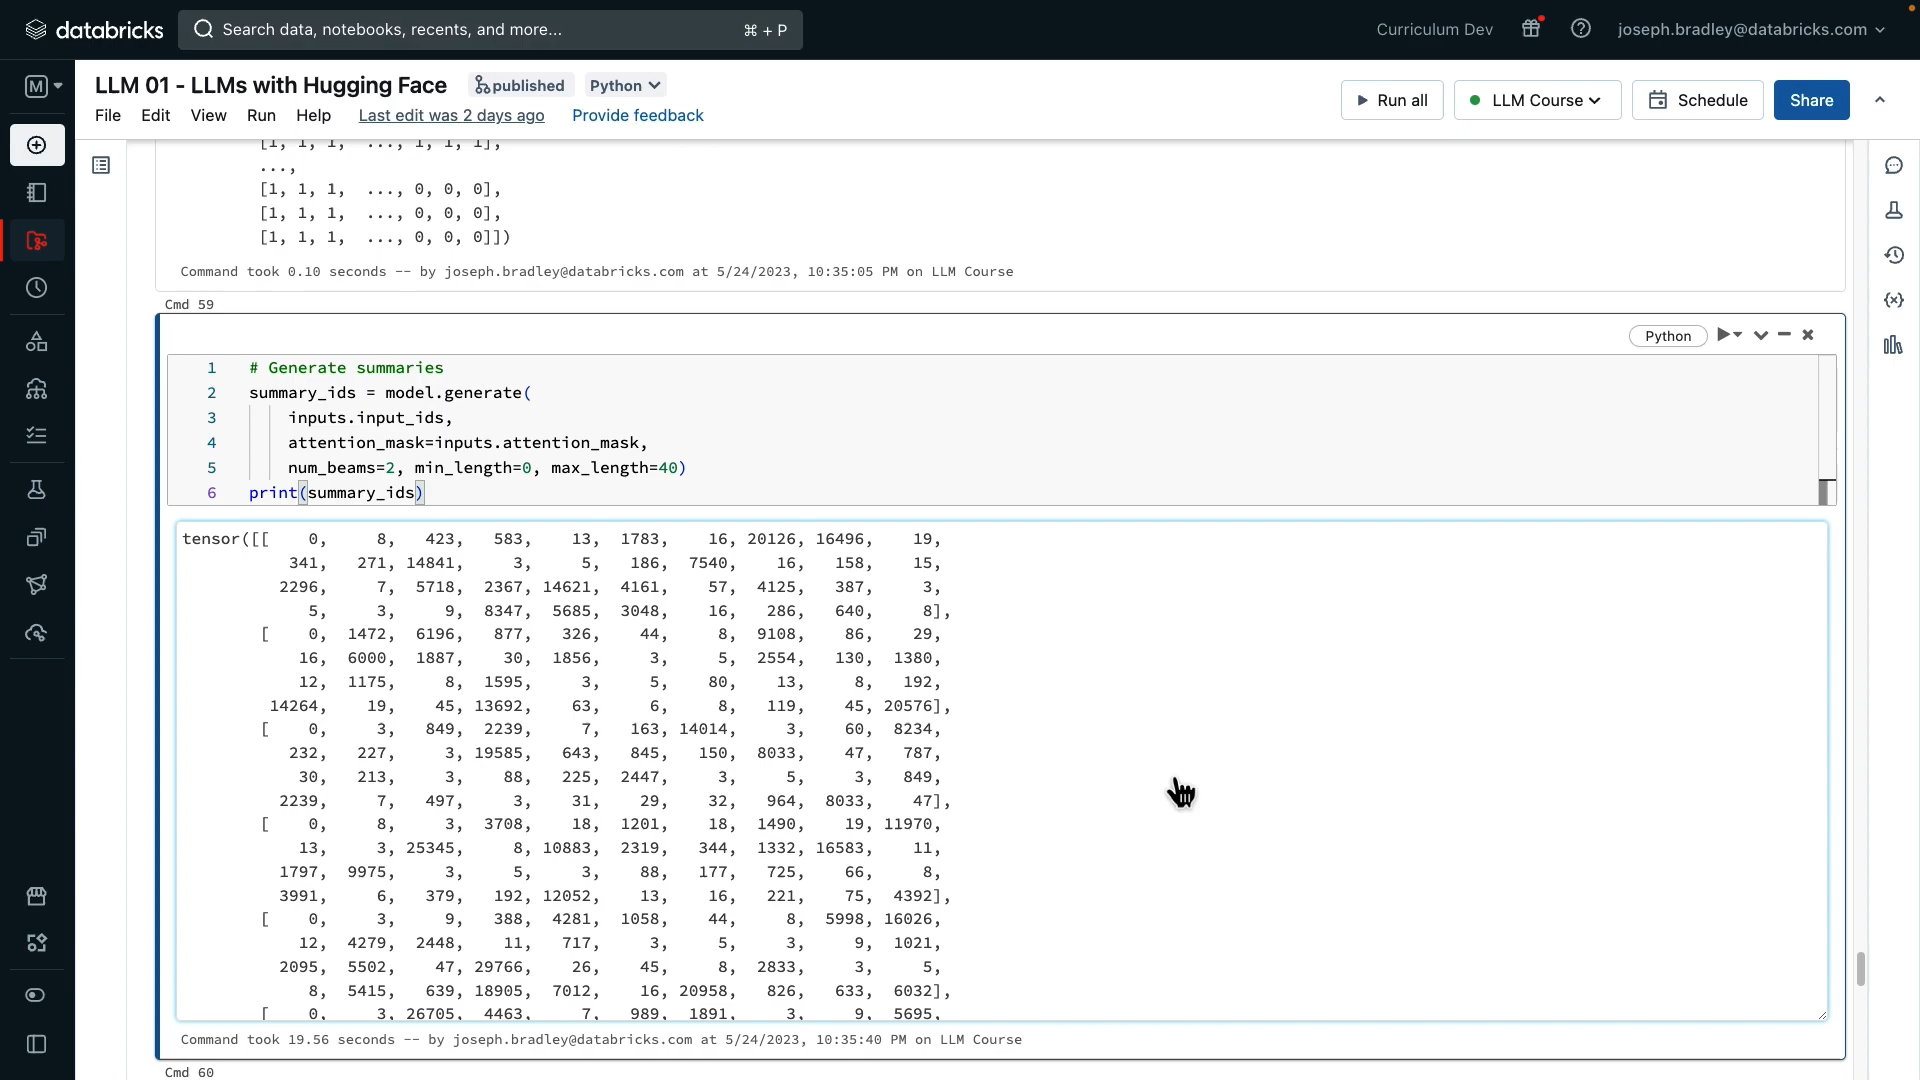 databricks
Search data, notebooks, recents, and more...
⌘ + P
Curriculum Dev
joseph.bradley@databricks.com
M
LLM 01 - LLMs with Hugging Face
published
Python
File Edit View Run Help Last edit was 2 days ago Provide feedback
Run all
LLM Course
Schedule
Share
[1, 1, 1, ..., 1, 1, 1],
...,
[1, 1, 1, ..., 0, 0, 0],
[1, 1, 1, ..., 0, 0, 0],
[1, 1, 1, ..., 0, 0, 0]])
Command took 0.10 seconds -- by joseph.bradley@databricks.com at 5/24/2023, 10:35:05 PM on LLM Course
Cmd 59
Python
1 # Generate summaries
2 summary_ids = model.generate(
3 inputs.input_ids,
4 attention_mask=inputs.attention_mask,
5 num_beams=2, min_length=0, max_length=40)
6 print(summary_ids)
tensor([[ 0, 8, 423, 583, 13, 1783, 16, 20126, 16496, 19,
341, 271, 14841, 3, 5, 186, 7540, 16, 158, 15,
2296, 7, 5718, 2367, 14621, 4161, 57, 4125, 387, 3,
5, 3, 9, 8347, 5685, 3048, 16, 286, 640, 8],
[ 0, 1472, 6196, 877, 326, 44, 8, 9108, 86, 29,
16, 6000, 1887, 30, 1856, 3, 5, 2554, 130, 1380,
12, 1175, 8, 1595, 3, 5, 80, 13, 8, 192,
14264, 19, 45, 13692, 63, 6, 8, 119, 45, 20576],
[ 0, 3, 849, 2239, 7, 163, 14014, 3, 60, 8234,
232, 227, 3, 19585, 643, 845, 150, 8033, 47, 787,
30, 213, 3, 88, 225, 2447, 3, 5, 3, 849,
2239, 7, 497, 3, 31, 29, 32, 964, 8033, 47],
[ 0, 8, 3, 3708, 18, 1201, 18, 1490, 19, 11970,
13, 3, 25345, 8, 10883, 2319, 344, 1332, 16583, 11,
1797, 9975, 3, 5, 3, 88, 177, 725, 66, 8,
3991, 6, 379, 192, 12052, 13, 16, 221, 75, 4392],
[ 0, 3, 9, 388, 4281, 1058, 44, 8, 5998, 16026,
12, 4279, 2448, 11, 717, 3, 5, 3, 9, 1021,
2095, 5502, 47, 29766, 26, 45, 8, 2833, 3, 5,
8, 5415, 639, 18905, 7012, 16, 20958, 826, 633, 6032],
[ 0, 3, 26705, 4463, 7, 989, 1891, 3, 9, 5695,
Command took 19.56 seconds -- by joseph.bradley@databricks.com at 5/24/2023, 10:35:40 PM on LLM Course
Cmd 60